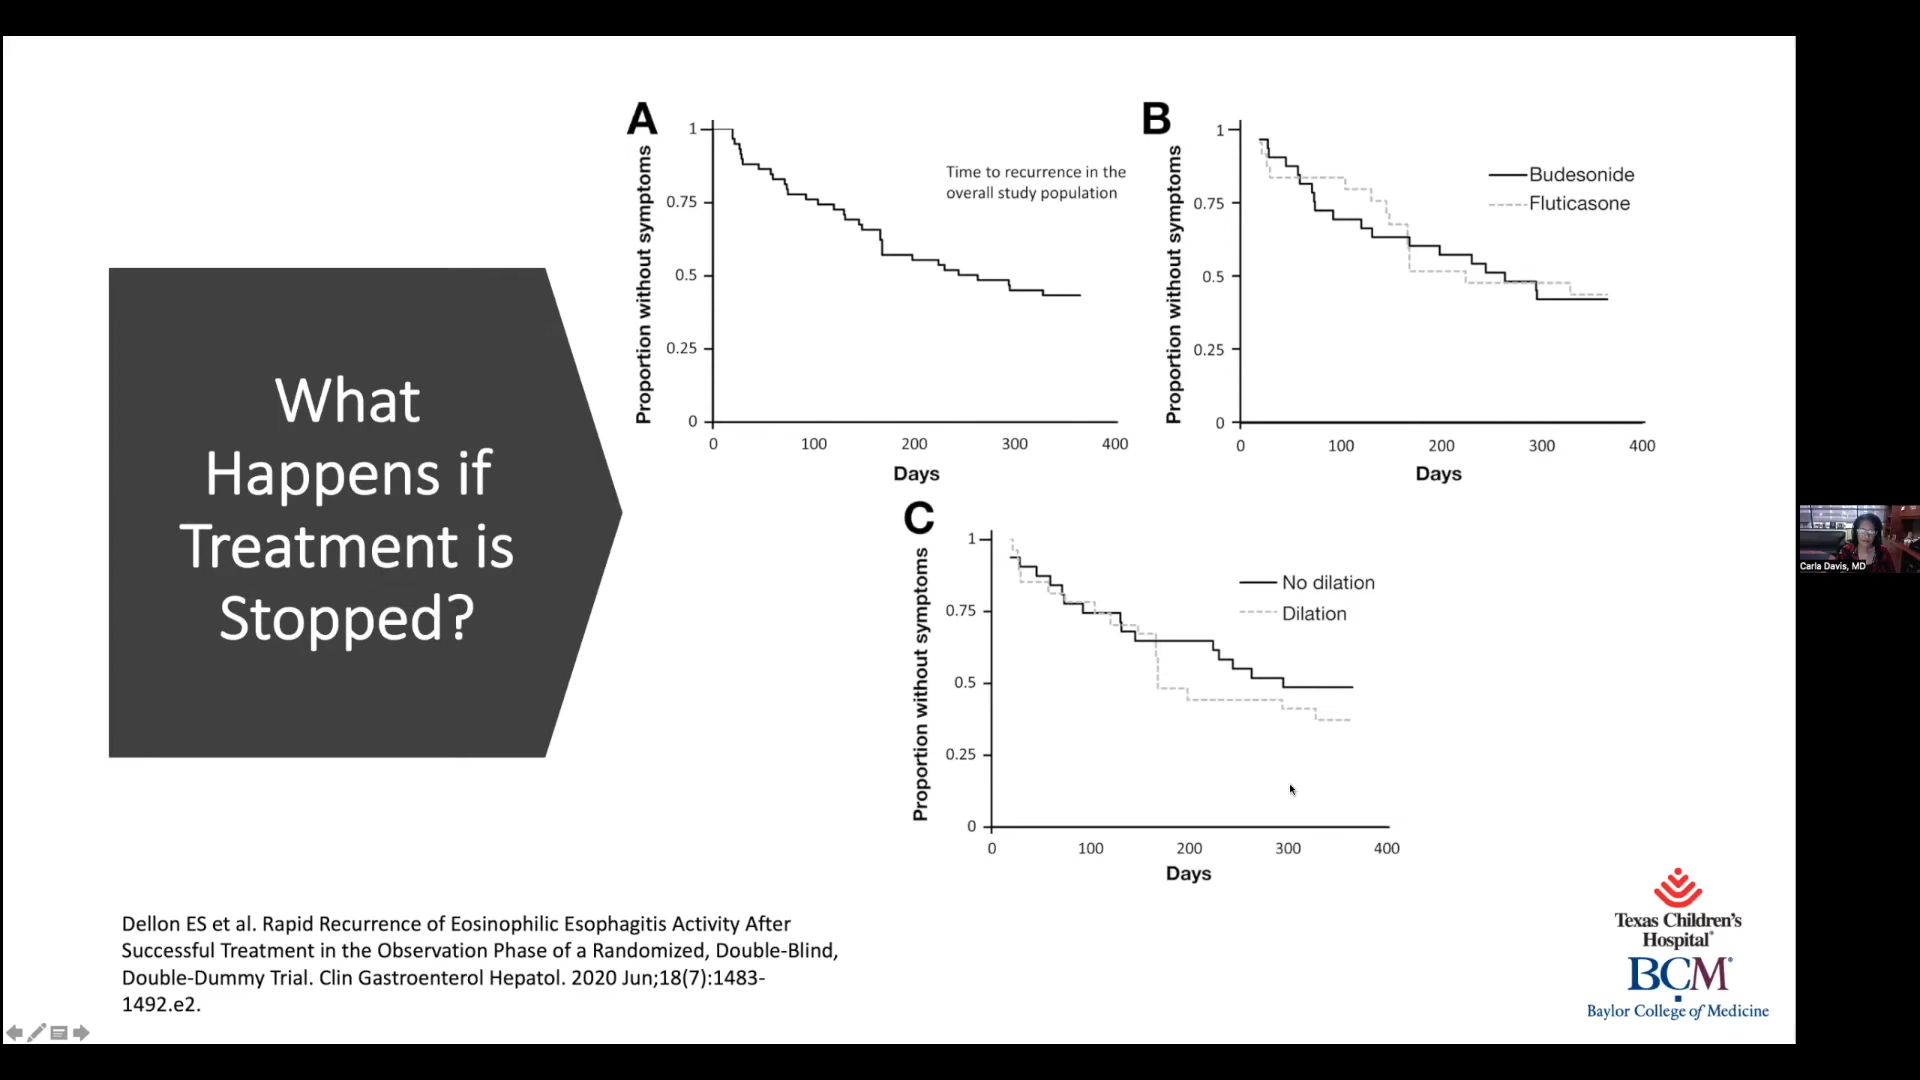 What
Happens if
Treatment is
Stopped?
A
Proportion without symptoms
1
0.75
0.5
0.25
0
0 100 200 300 400
Days
Time to recurrence in the
overall study population
B
Proportion without symptoms
1
0.75
0.5
0.25
0
0 100 200 300 400
Days
Budesonide
Fluticasone
C
Proportion without symptoms
1
0.75
0.5
0.25
0
0 100 200 300 400
Days
No dilation
Dilation
Dellon ES et al. Rapid Recurrence of Eosinophilic Esophagitis Activity After
Successful Treatment in the Observation Phase of a Randomized, Double-Blind,
Double-Dummy Trial. Clin Gastroenterol Hepatol. 2020 Jun;18(7):1483-
1492.e2.
Texas Children's
Hospital®
BCM®
Baylor College of Medicine
Carla Davis, MD